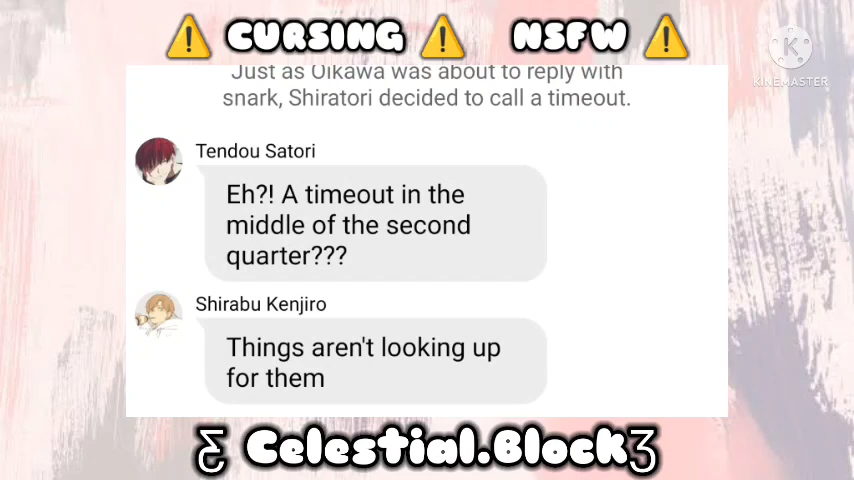 ⚠️ CURSING ⚠️ NSFW ⚠️
K
KINEMASTER
Just as Oikawa was about to reply with
snark, Shiratori decided to call a timeout.
Tendou Satori
Eh?! A timeout in the
middle of the second
quarter???
Shirabu Kenjiro
Things aren't looking up
for them
Ƹ Celestial.BlockƷ